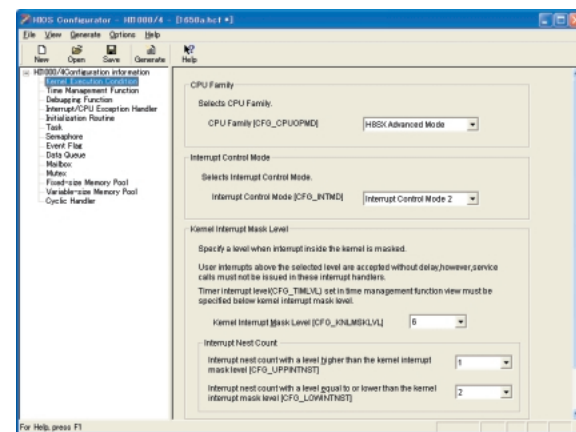 HIOS Configurator - HI1000/4 - [1650a.hcf *]
File View Generate Options Help
New Open Save Generate Help
HI1000/4Configuration information
Kernel Execution Condition
Time Management Function
Debugging Function
Interrupt/CPU Exception Handler
Initialization Routine
Task
Semaphore
Event Flag
Data Queue
Mailbox
Mutex
Fixed-size Memory Pool
Variable-size Memory Pool
Cyclic Handler
CPU Family
Selects CPU Family.
CPU Family [CFG_CPUOPMD] H8SX Advanced Mode
Interrupt Control Mode
Selects Interrupt Control Mode.
Interrupt Control Mode [CFG_INTMD] Interrupt Control Mode 2
Kernel Interrupt Mask Level
Specify a level when interrupt inside the kernel is masked.
User interrupts above the selected level are accepted without delay,however,service
calls must not be issued in these interrupt handlers.
Timer interrupt level(CFG_TIMLVL) set in time management function view must be
specified below kernel interrupt mask level.
Kernel Interrupt Mask Level [CFG_KNLMSKLVL] 6
Interrupt Nest Count
Interrupt nest count with a level higher than the kernel interrupt
mask level [CFG_UPPINTNST] 1
Interrupt nest count with a level equal to or lower than the kernel
interrupt mask level [CFG_LOWINTNST] 2
For Help, press F1